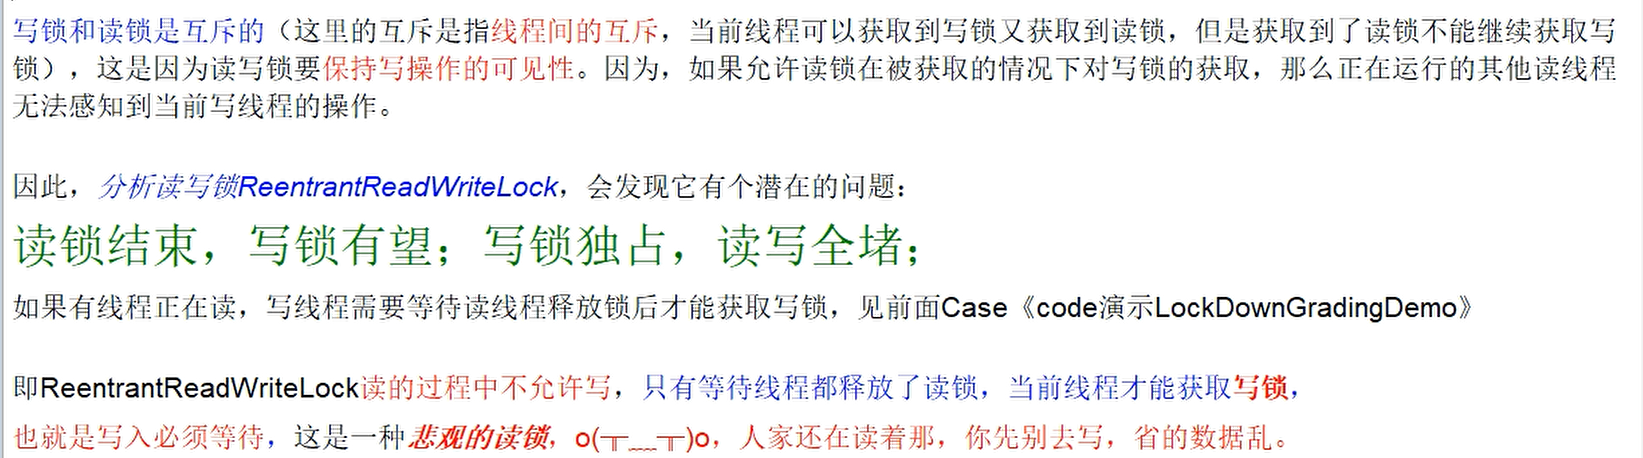 写锁和读锁是互斥的（这里的互斥是指线程间的互斥，当前线程可以获取到写锁又获取到读锁，但是获取到了读锁不能继续获取写
锁），这是因为读写锁要保持写操作的可见性。因为，如果允许读锁在被获取的情况下对写锁的获取，那么正在运行的其他读线程
无法感知到当前写线程的操作。
因此，分析读写锁ReentrantReadWriteLock，会发现它有个潜在的问题：
读锁结束，写锁有望；写锁独占，读写全堵；
如果有线程正在读，写线程需要等待读线程释放锁后才能获取写锁，见前面Case《code演示LockDownGradingDemo》
即ReentrantReadWriteLock读的过程中不允许写，只有等待线程都释放了读锁，当前线程才能获取写锁，
也就是写入必须等待，这是一种悲观的读锁，o(╥﹏╥)o，人家还在读着那，你先别去写，省的数据乱。